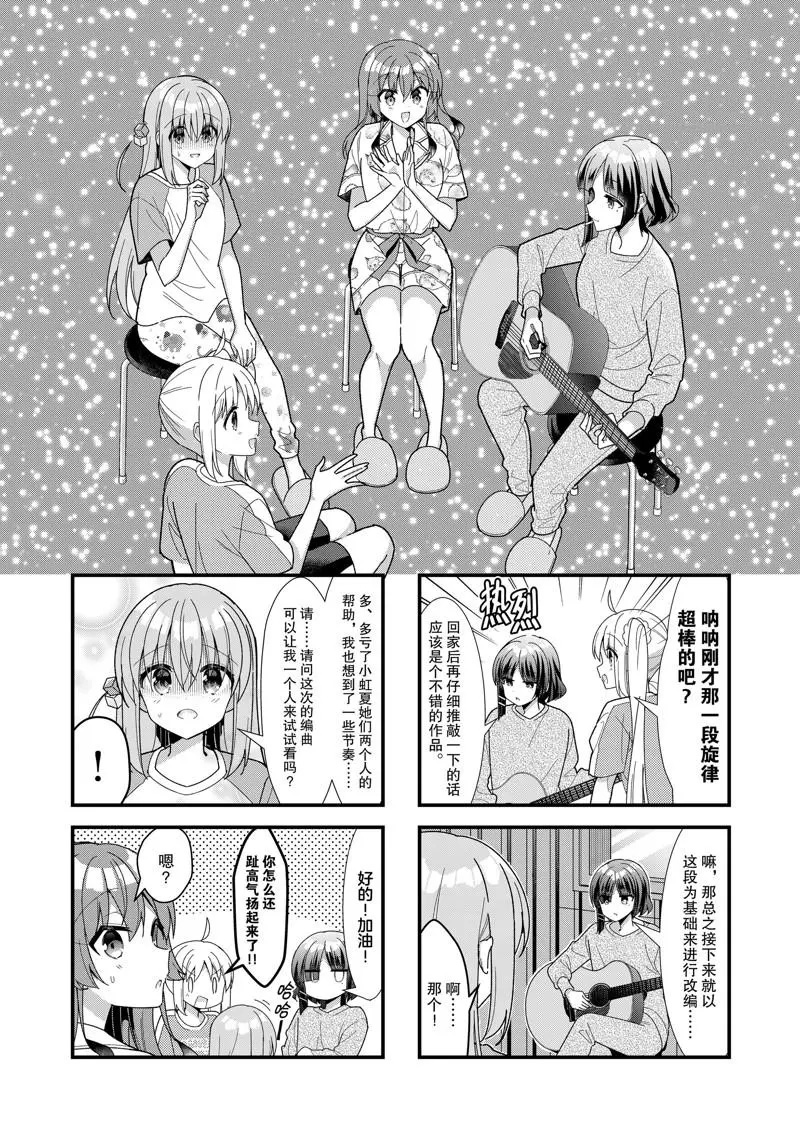 呐呐刚才那一段旋律
超棒的吧？
热烈
回家后再仔细推敲一下的话
应该是个不错的作品。
嘛，那总之接下来就以
这段为基础来进行改编……
啊……
那个！
多、多亏了小虹夏她们两个人的
帮助，我也想到了一些节奏……
请……请问这次的编曲
可以让我一个人来试试看吗？
！
好的！加油！
你怎么还
趾高气扬起来了!!
哈哈
嗯？